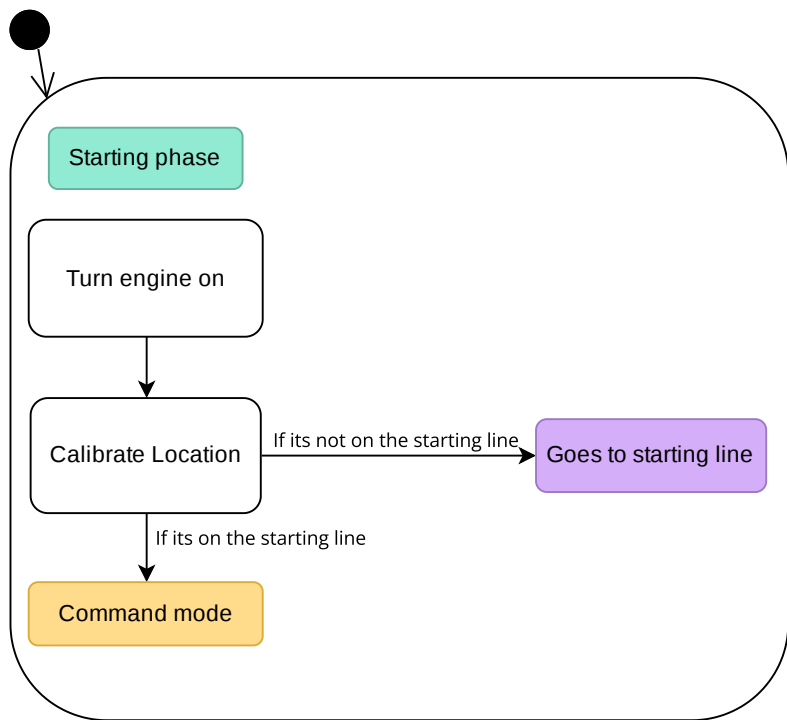 Starting phase
Turn engine on
If its not on the starting line
Calibrate Location
Goes to starting line
If its on the starting line
Command mode